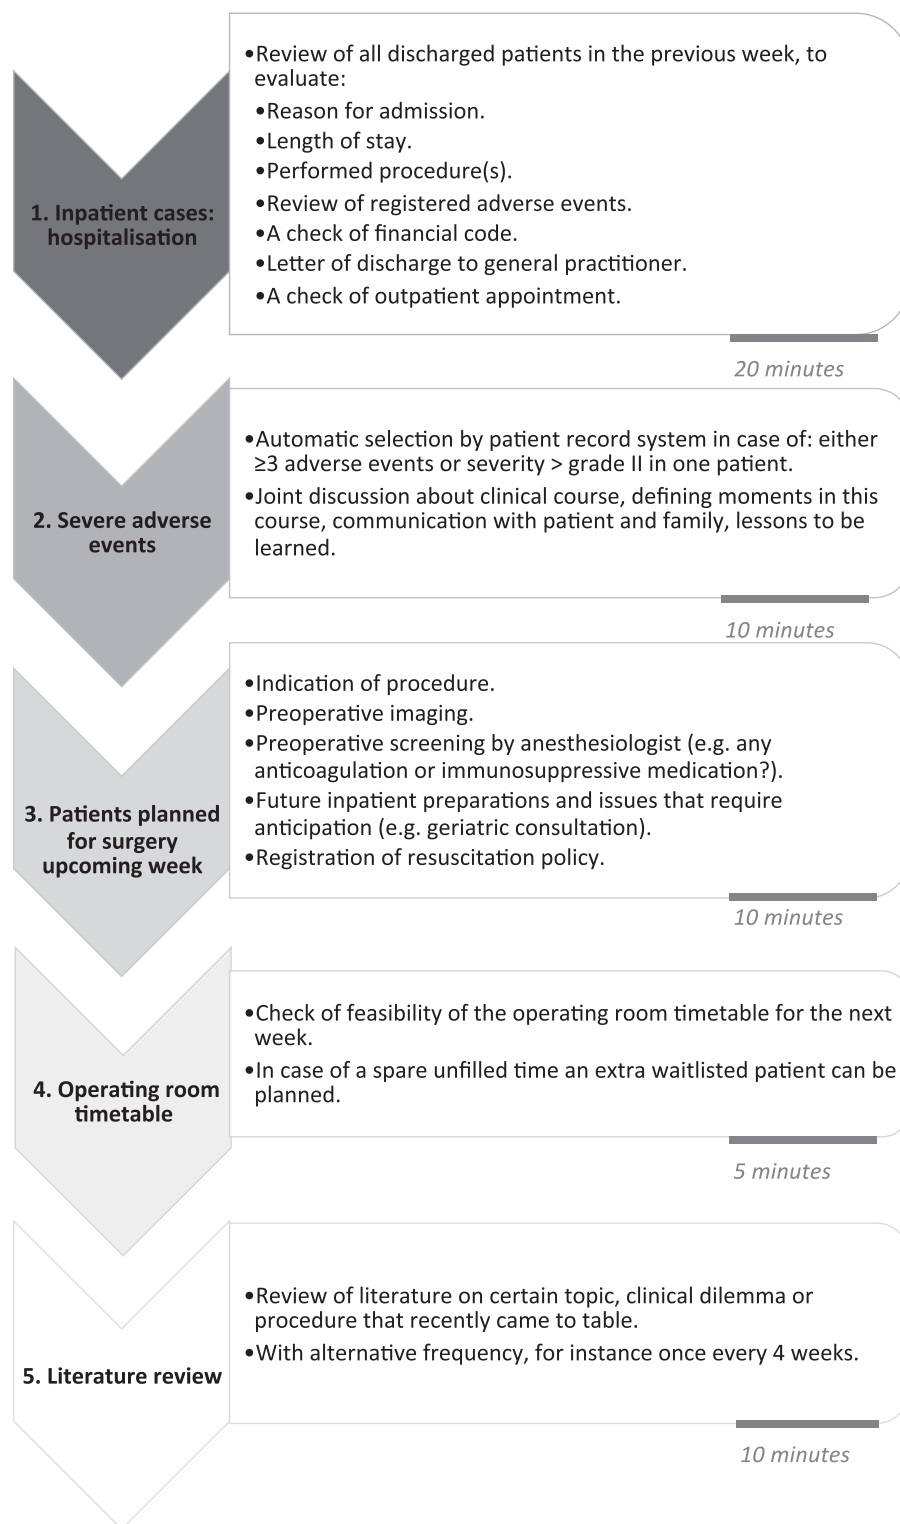 1. Inpatient cases:
hospitalisation
•Review of all discharged patients in the previous week, to
evaluate:
•Reason for admission.
•Length of stay.
•Performed procedure(s).
•Review of registered adverse events.
•A check of financial code.
•Letter of discharge to general practitioner.
•A check of outpatient appointment.
20 minutes
2. Severe adverse
events
•Automatic selection by patient record system in case of: either
≥3 adverse events or severity > grade II in one patient.
•Joint discussion about clinical course, defining moments in this
course, communication with patient and family, lessons to be
learned.
10 minutes
3. Patients planned
for surgery
upcoming week
•Indication of procedure.
•Preoperative imaging.
•Preoperative screening by anesthesiologist (e.g. any
anticoagulation or immunosuppressive medication?).
•Future inpatient preparations and issues that require
anticipation (e.g. geriatric consultation).
•Registration of resuscitation policy.
10 minutes
4. Operating room
timetable
•Check of feasibility of the operating room timetable for the next
week.
•In case of a spare unfilled time an extra waitlisted patient can be
planned.
5 minutes
5. Literature review
•Review of literature on certain topic, clinical dilemma or
procedure that recently came to table.
•With alternative frequency, for instance once every 4 weeks.
10 minutes